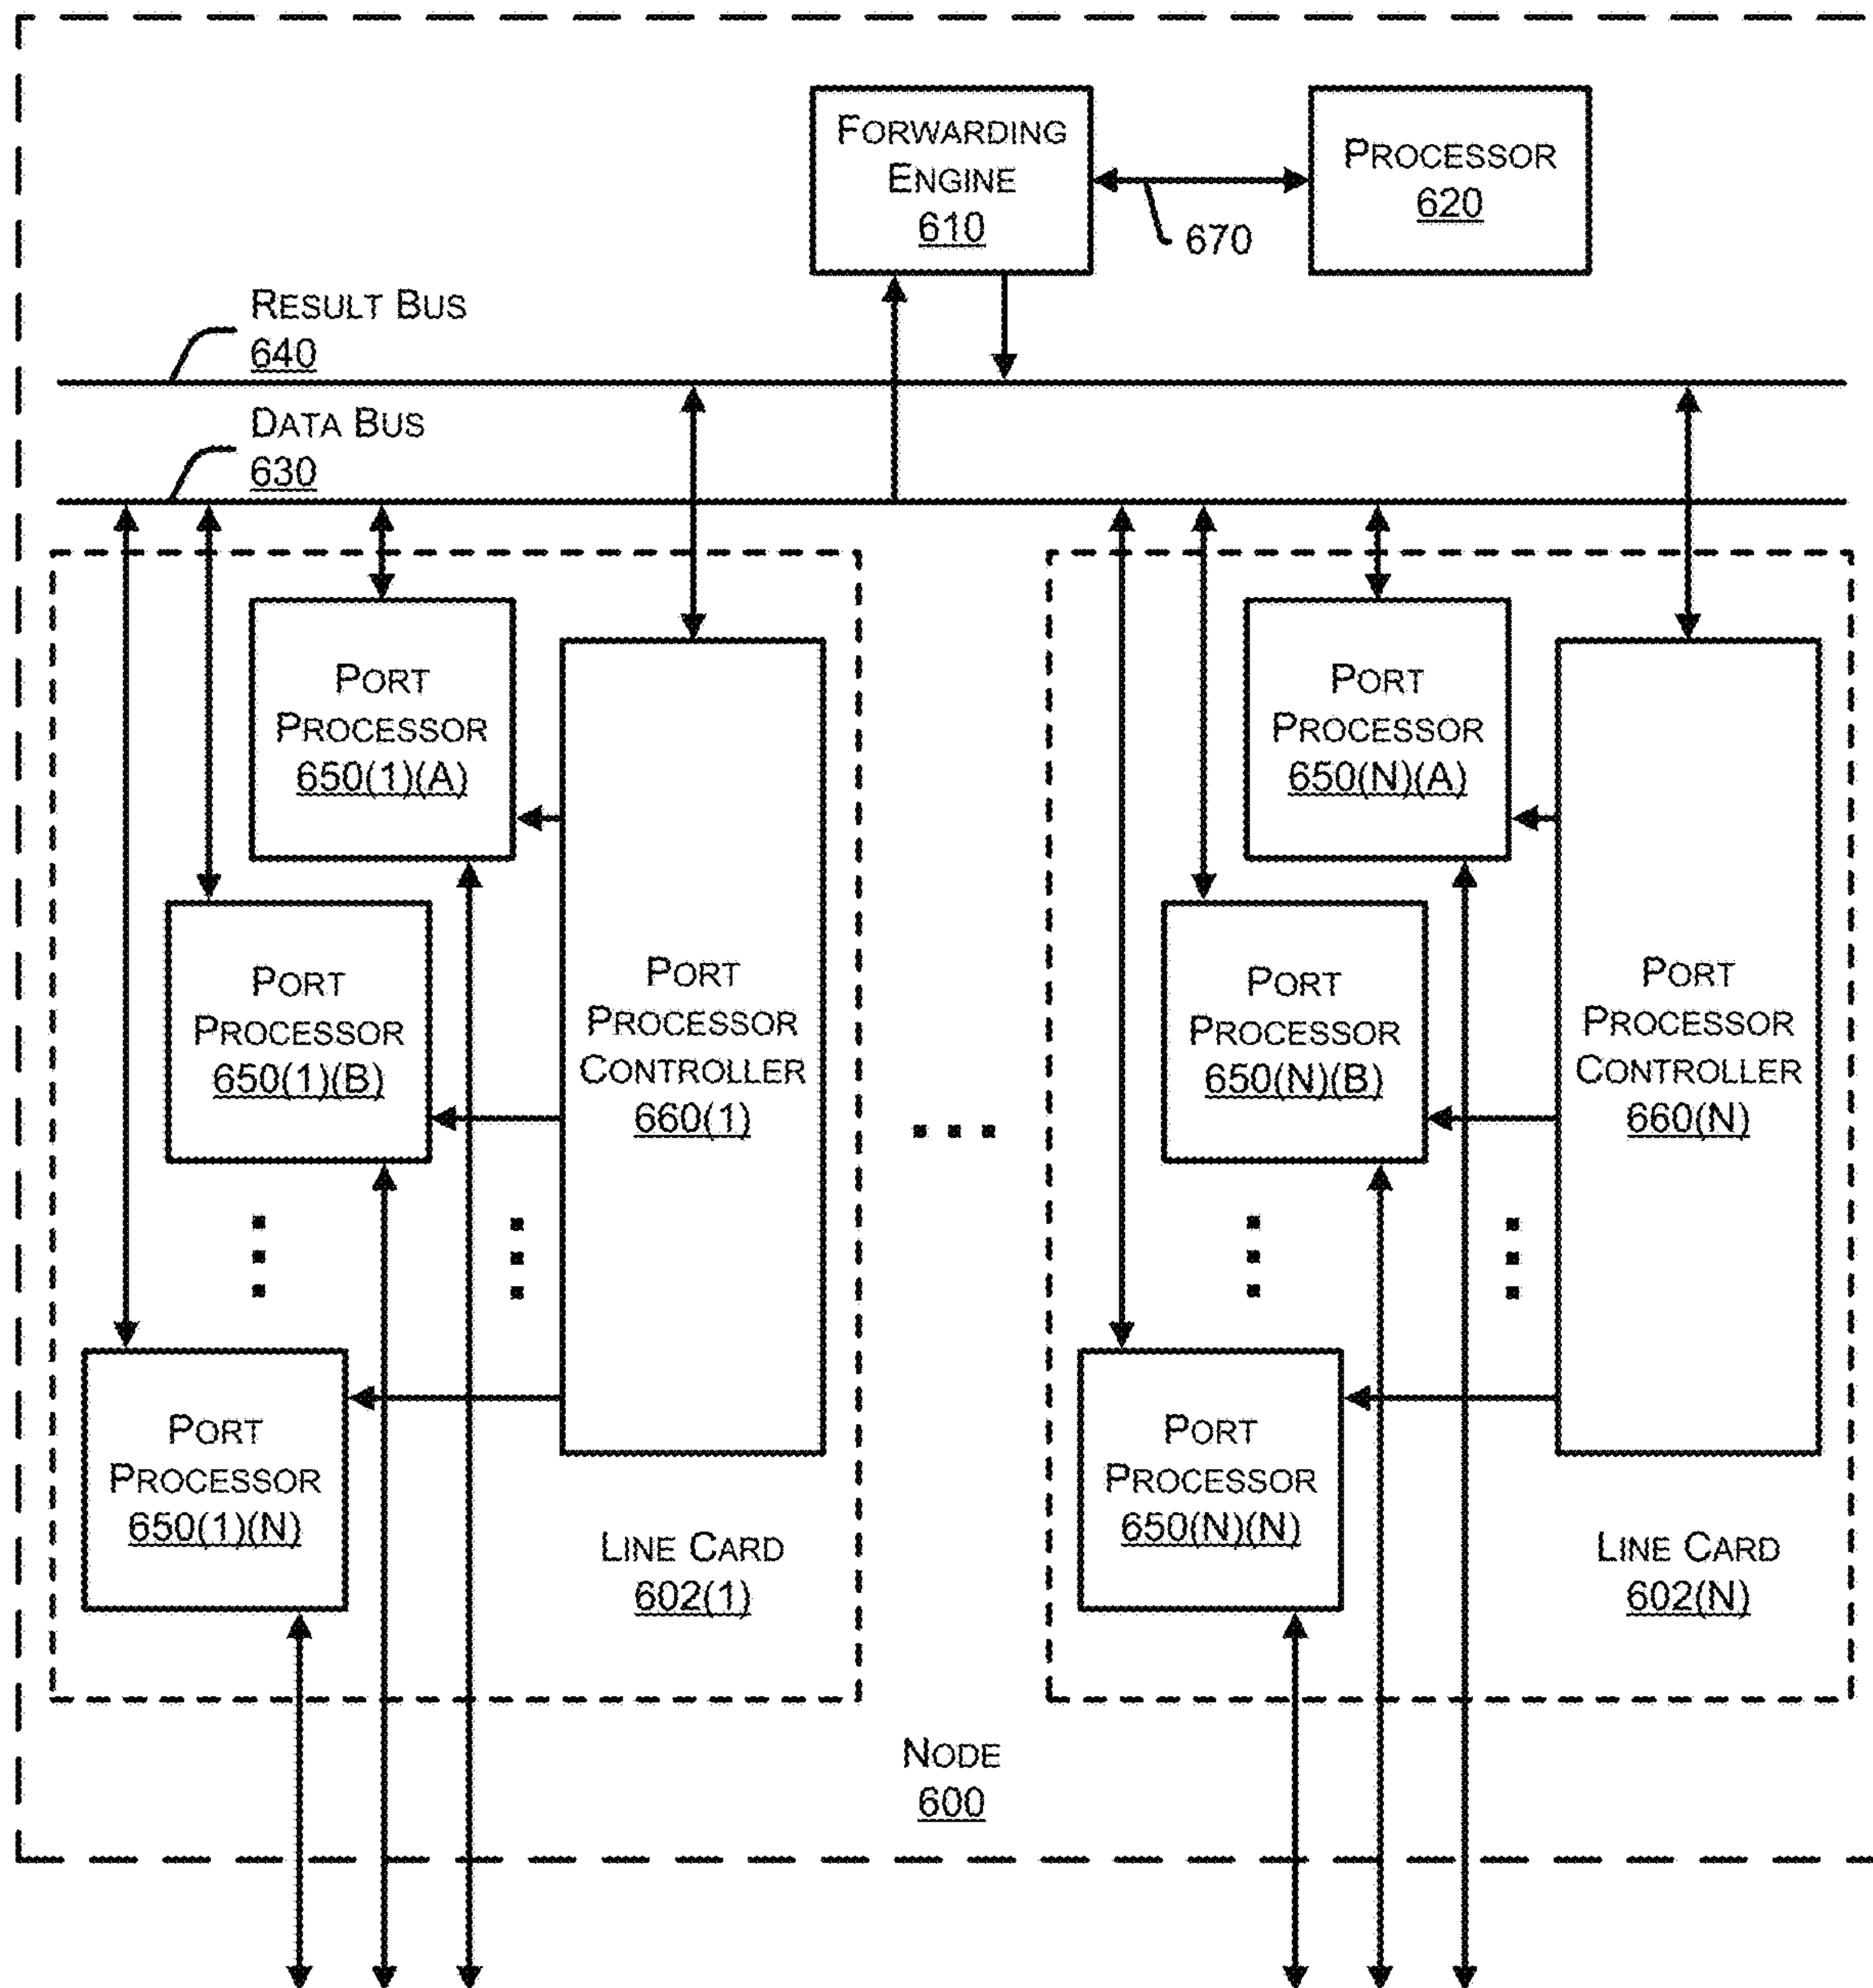 FORWARDING
ENGINE
610
PROCESSOR
620
670
RESULT BUS
640
DATA BUS
630
PORT
PROCESSOR
650(1)(A)
PORT
PROCESSOR
650(1)(B)
PORT
PROCESSOR
650(1)(N)
PORT
PROCESSOR
CONTROLLER
660(1)
LINE CARD
602(1)
PORT
PROCESSOR
650(N)(A)
PORT
PROCESSOR
650(N)(B)
PORT
PROCESSOR
650(N)(N)
PORT
PROCESSOR
CONTROLLER
660(N)
LINE CARD
602(N)
NODE
600